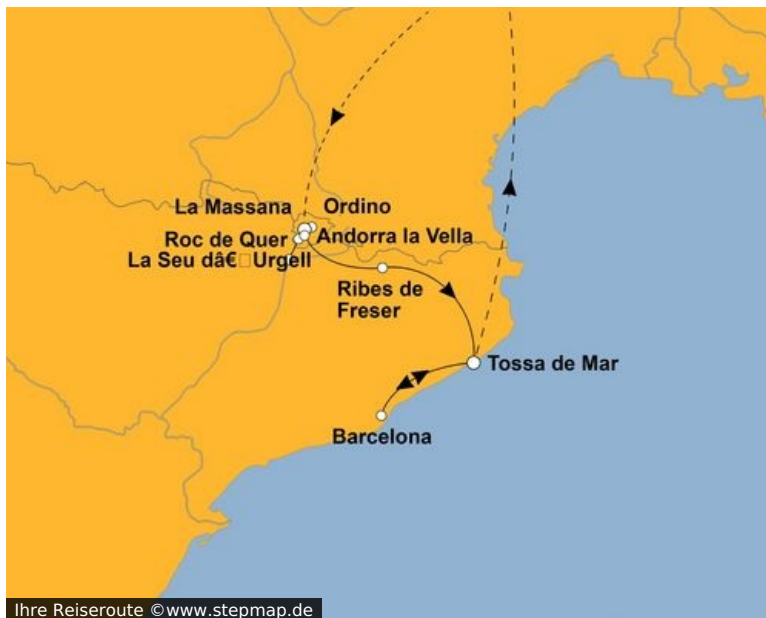 La Massana
Ordino
Roc de Quer
Andorra la Vella
La Seu dâ€□Urgell
Ribes de
Freser
Tossa de Mar
Barcelona
Ihre Reiseroute ©www.stepmap.de